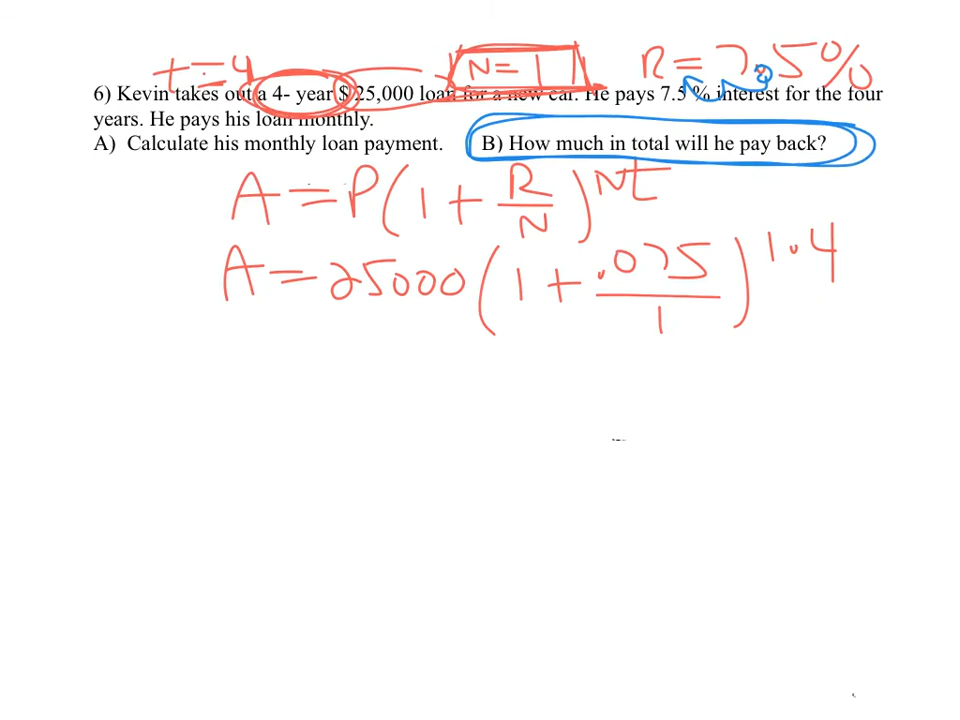 t=4 N=1 R=7.5%
6) Kevin takes out a 4- year $25,000 loan for a new car. He pays 7.5 % interest for the four
years. He pays his loan monthly.
A) Calculate his monthly loan payment. B) How much in total will he pay back?
A=P(1+R/N)^Nt
A=25000(1+.075/1)^1·4